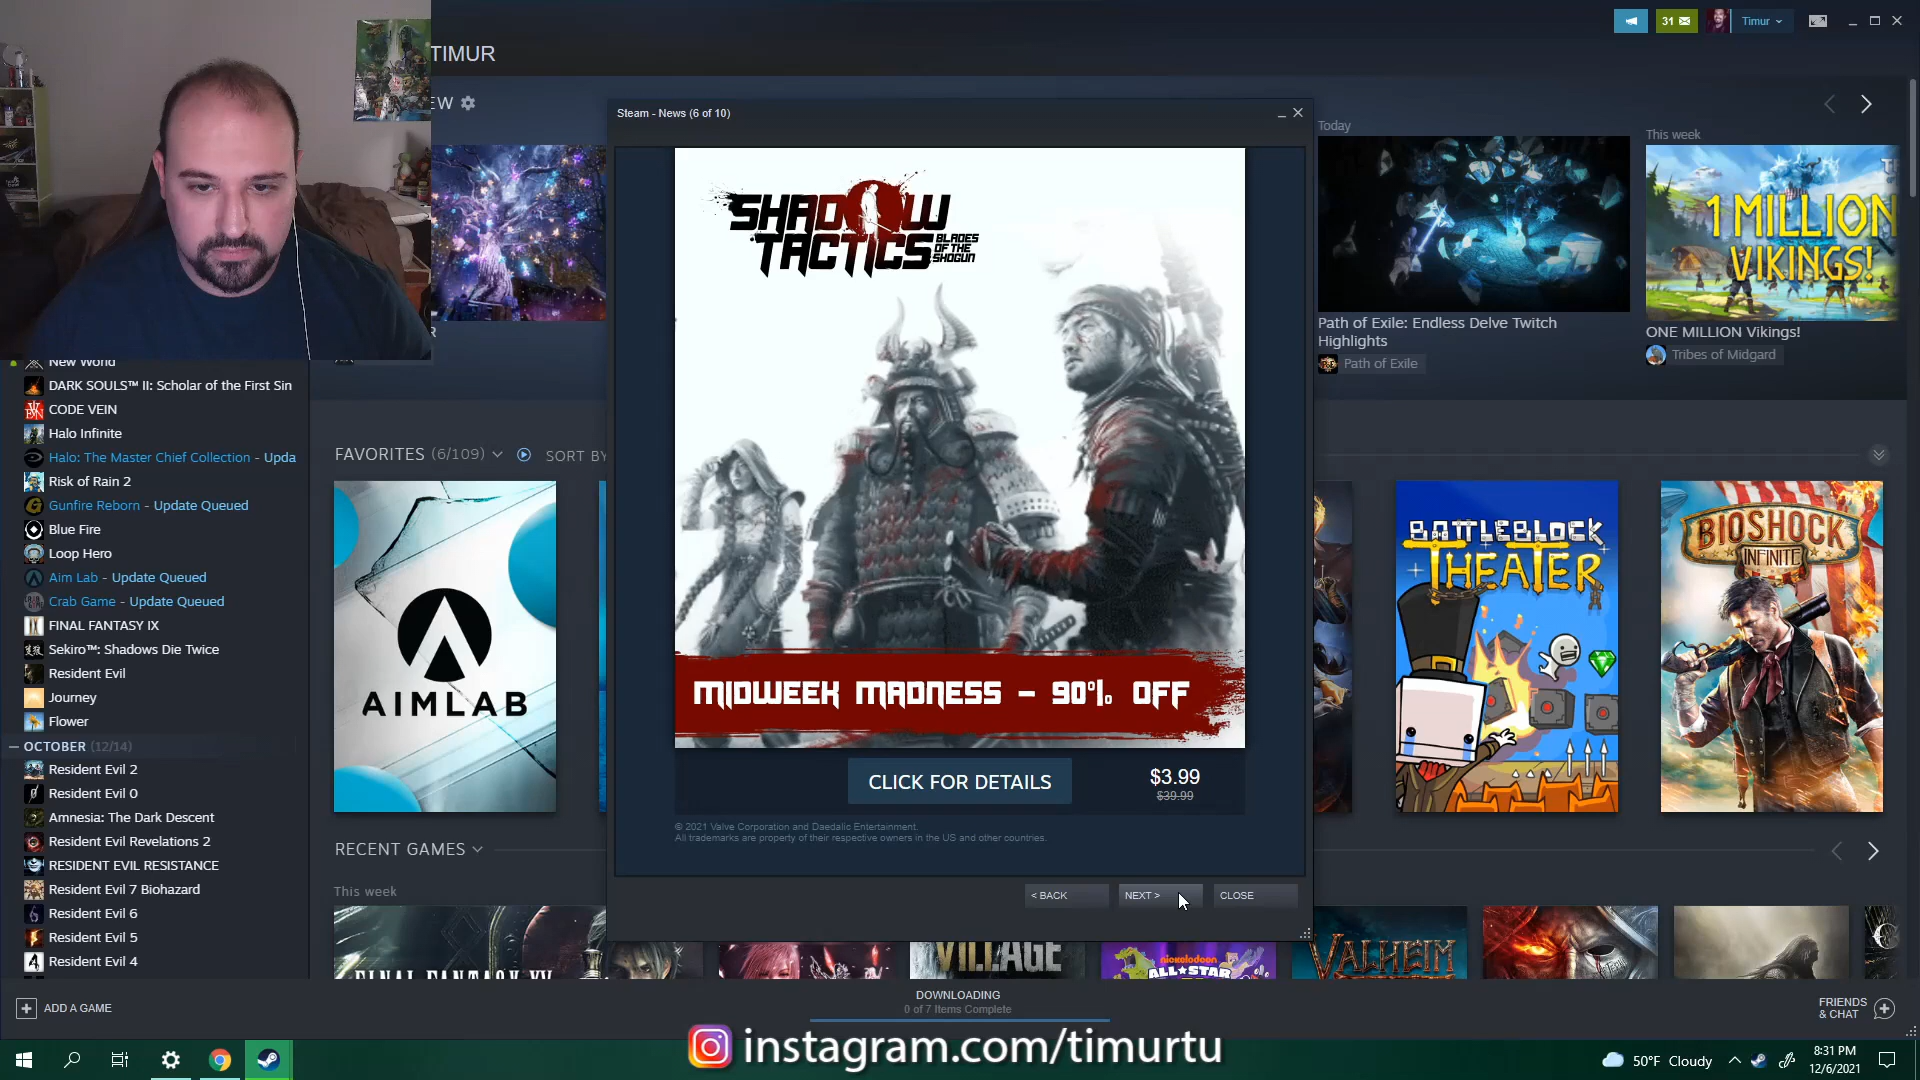 31
Timur
TIMUR
EW
Steam - News (6 of 10)
Today
This week
SHADOW
TACTICS
BLADES
OF THE
SHOGUN
1 MILLION
VIKINGS!
Path of Exile: Endless Delve Twitch
Highlights
Path of Exile
ONE MILLION Vikings!
Tribes of Midgard
New World
DARK SOULS™ II: Scholar of the First Sin
CODE VEIN
Halo Infinite
Halo: The Master Chief Collection - Upda
Risk of Rain 2
Gunfire Reborn - Update Queued
Blue Fire
Loop Hero
Aim Lab - Update Queued
Crab Game - Update Queued
FINAL FANTASY IX
Sekiro™: Shadows Die Twice
Resident Evil
Journey
Flower
OCTOBER (12/14)
Resident Evil 2
Resident Evil 0
Amnesia: The Dark Descent
Resident Evil Revelations 2
RESIDENT EVIL RESISTANCE
Resident Evil 7 Biohazard
Resident Evil 6
Resident Evil 5
Resident Evil 4
FAVORITES (6/109)
SORT BY
AIMLAB
BATTLEBLOCK
THEATER
BIOSHOCK
INFINITE
MIDWEEK MADNESS - 90% OFF
CLICK FOR DETAILS
$3.99
$39.99
© 2021 Valve Corporation and Daedalic Entertainment.
All trademarks are property of their respective owners in the US and other countries.
< BACK
NEXT >
CLOSE
RECENT GAMES
This week
FINAL FANTASY XV
VILLAGE
nickelodeon
ALL★STAR
VALHEIM
ADD A GAME
DOWNLOADING
0 of 7 Items Complete
FRIENDS
& CHAT
instagram.com/timurtu
50°F Cloudy
8:31 PM
12/6/2021